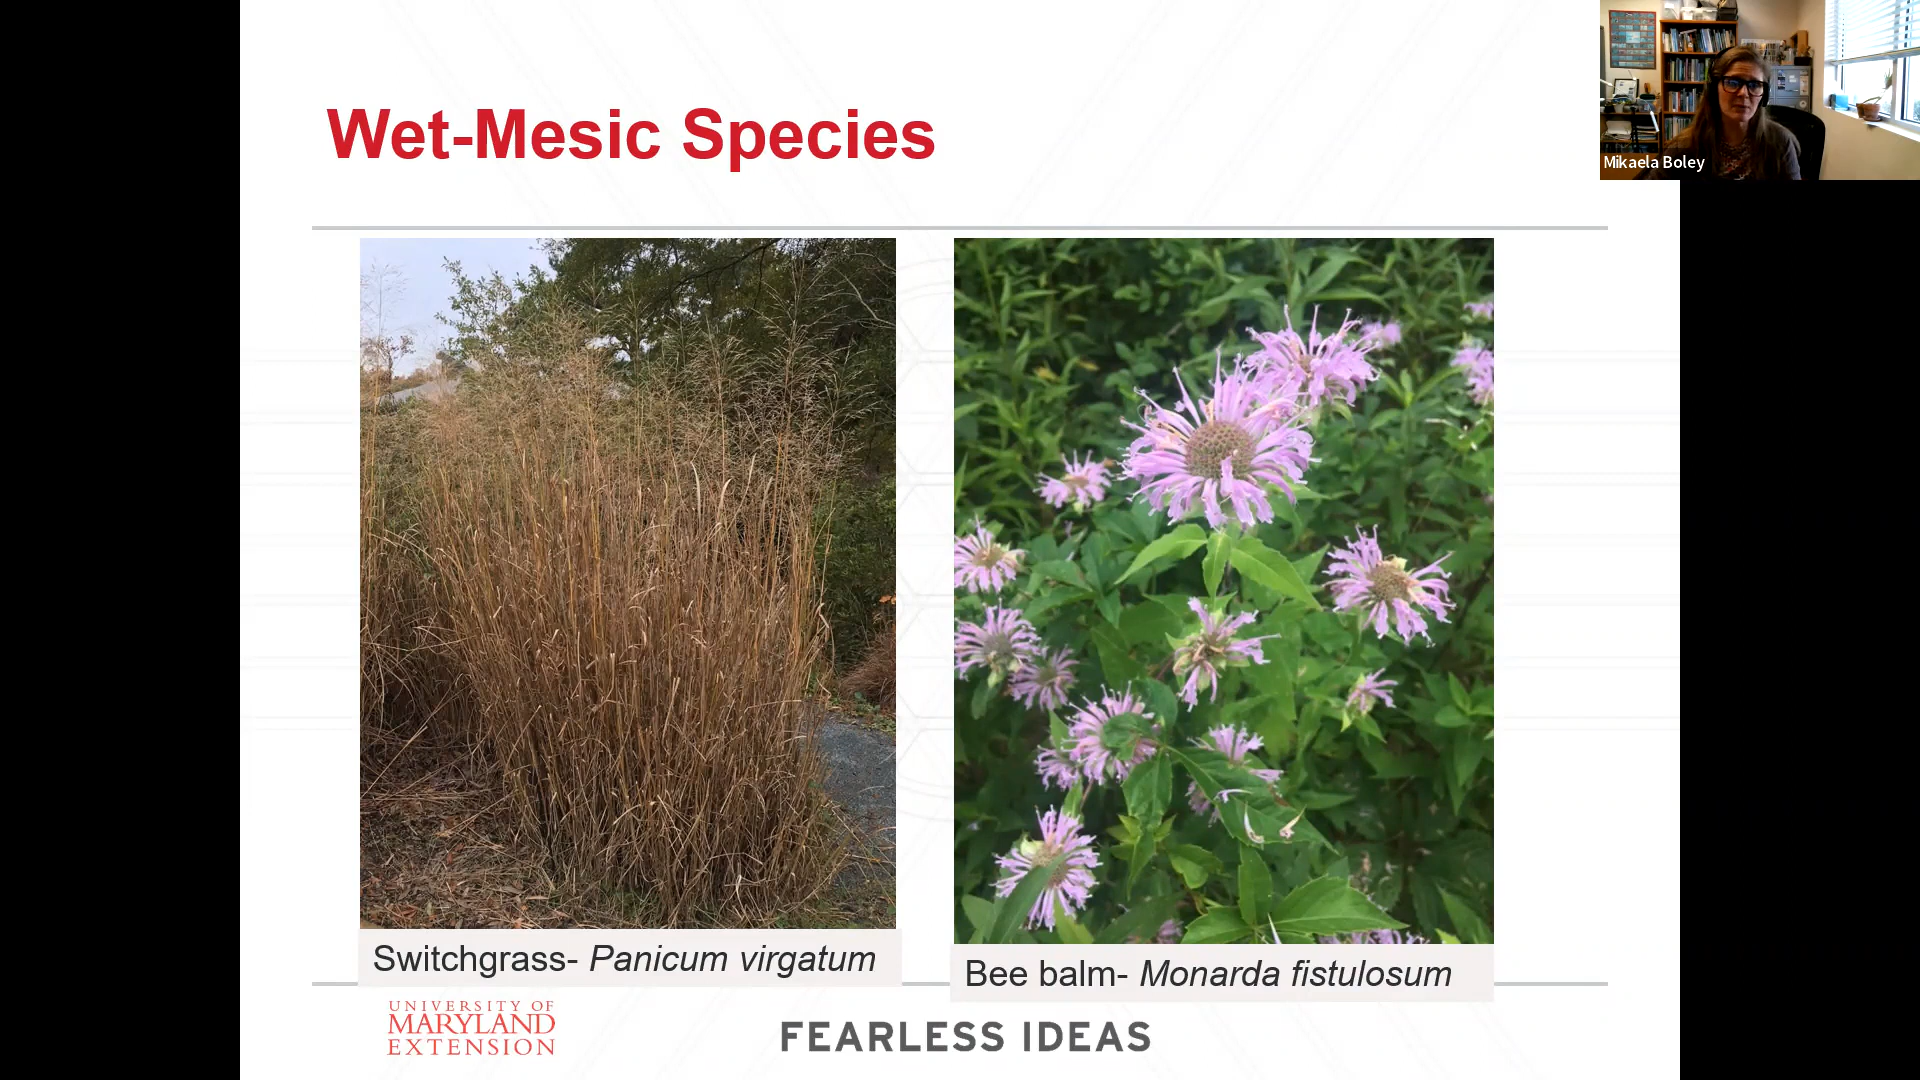 Wet-Mesic Species
Mikaela Boley
Switchgrass- Panicum virgatum
Bee balm- Monarda fistulosum
UNIVERSITY OF
MARYLAND
EXTENSION
FEARLESS IDEAS